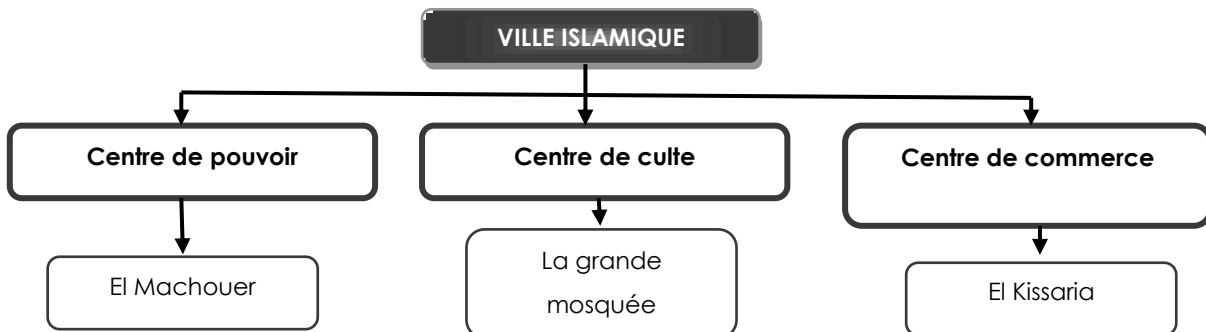 VILLE ISLAMIQUE
Centre de pouvoir
Centre de culte
Centre de commerce
El Machouer
La grande
mosquée
El Kissaria